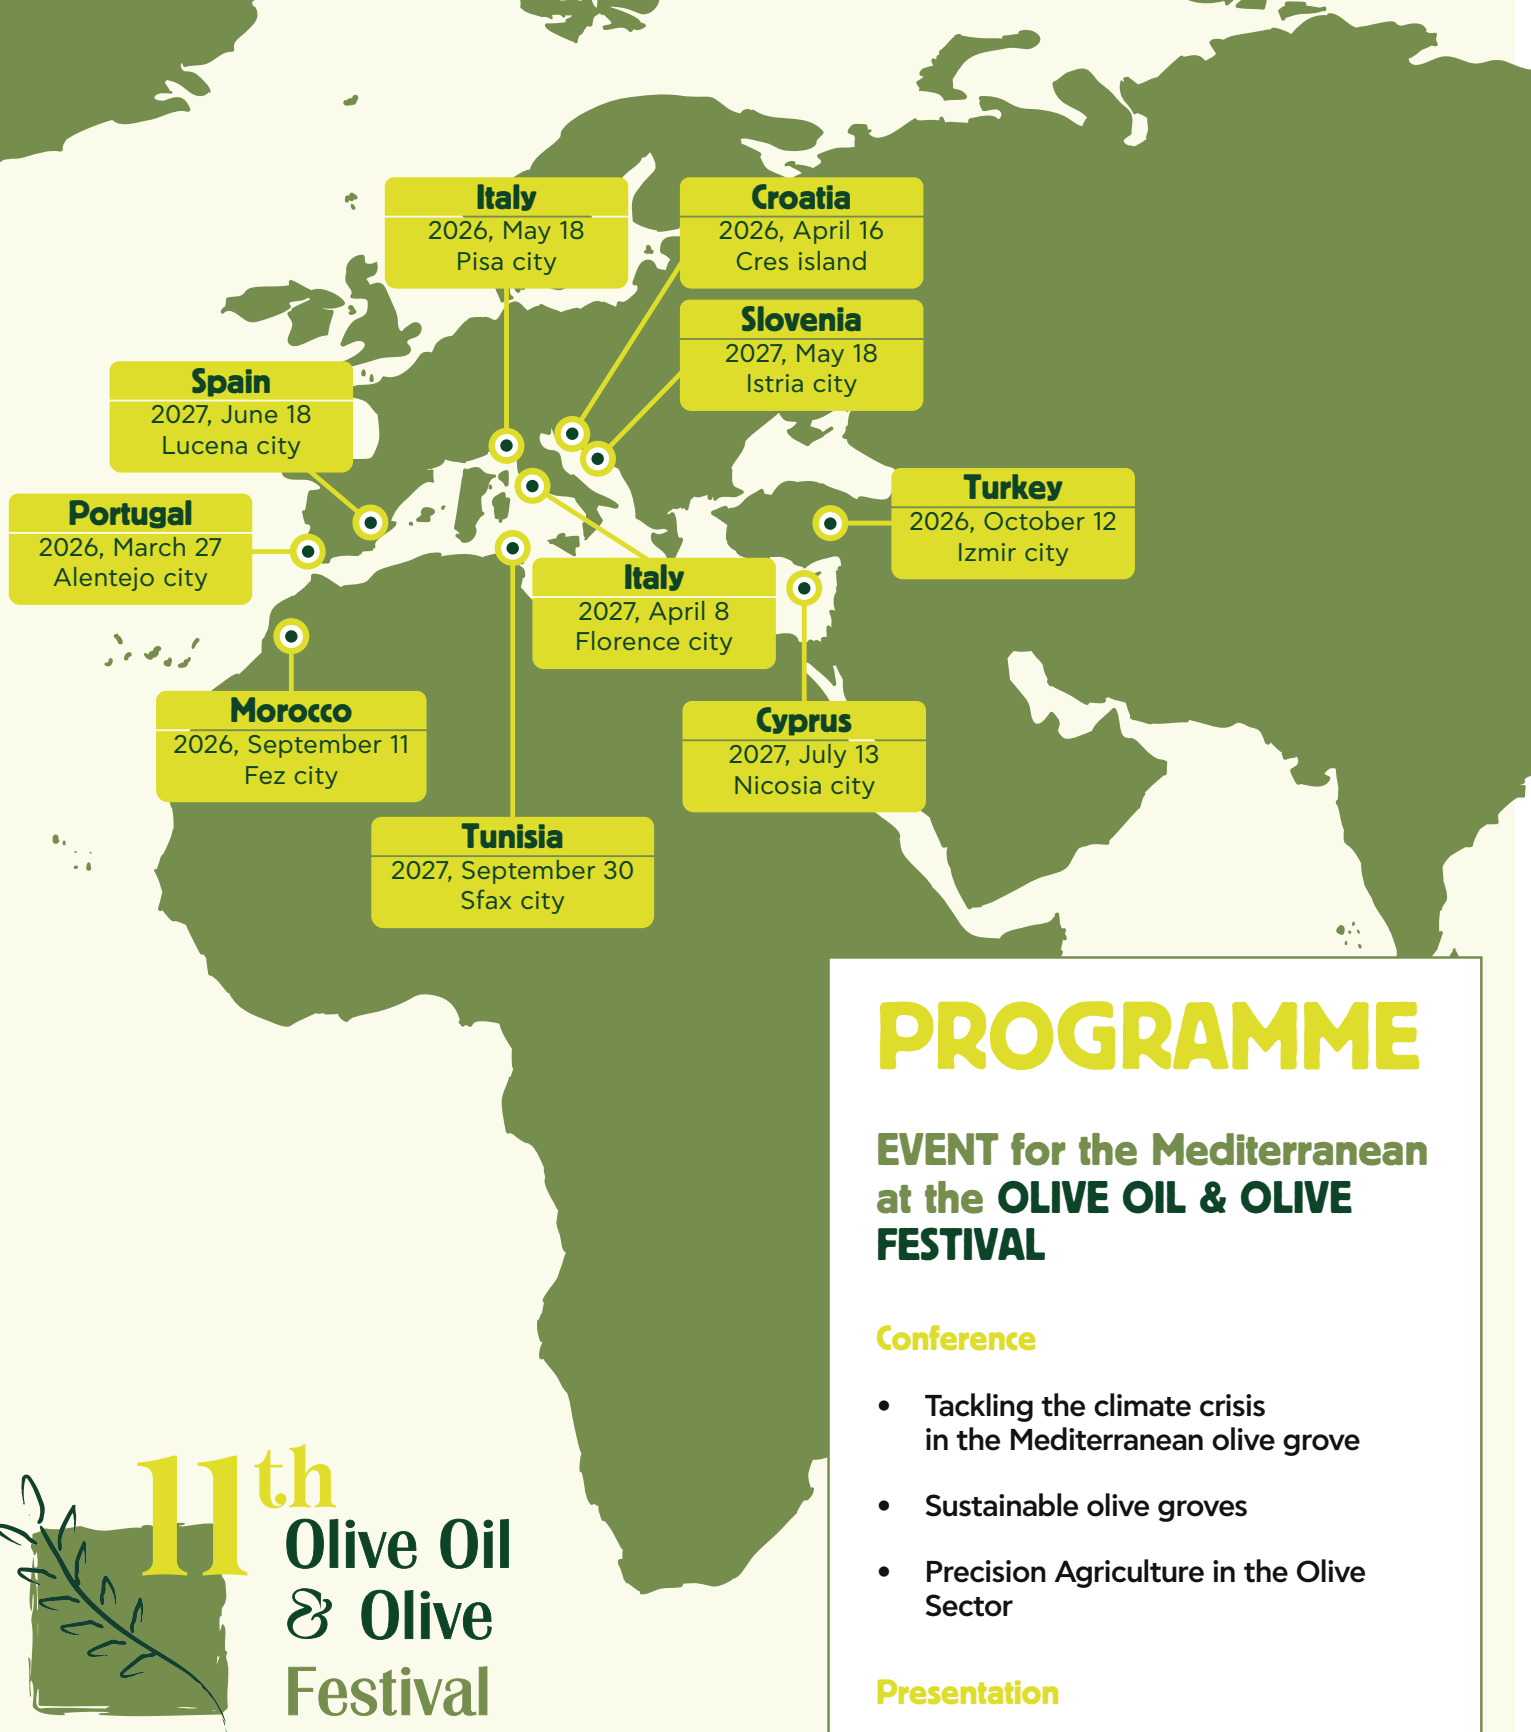 Italy
2026, May 18
Pisa city
Croatia
2026, April 16
Cres island
Slovenia
2027, May 18
Istria city
Spain
2027, June 18
Lucena city
Portugal
2026, March 27
Alentejo city
Turkey
2026, October 12
Izmir city
Italy
2027, April 8
Florence city
Morocco
2026, September 11
Fez city
Cyprus
2027, July 13
Nicosia city
Tunisia
2027, September 30
Sfax city
PROGRAMME
EVENT for the Mediterranean
at the OLIVE OIL & OLIVE
FESTIVAL
Conference
• Tackling the climate crisis
in the Mediterranean olive grove
• Sustainable olive groves
• Precision Agriculture in the Olive
Sector
Presentation
11th
Olive Oil
& Olive
Festival